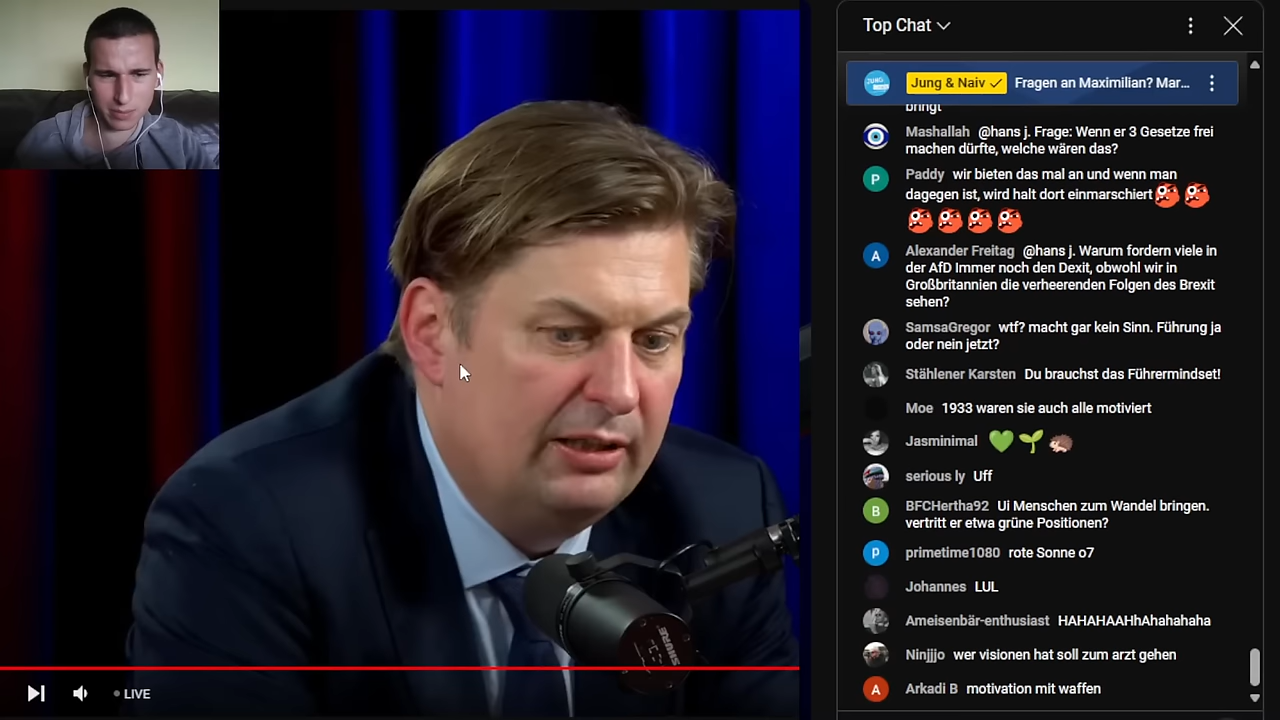 Top Chat
Jung & Naiv Fragen an Maximilian? Mar...
bringt
Mashallah @hans j. Frage: Wenn er 3 Gesetze frei
machen dürfte, welche wären das?
P
Paddy wir bieten das mal an und wenn man
dagegen ist, wird halt dort einmarschiert
A
Alexander Freitag @hans j. Warum fordern viele in
der AfD Immer noch den Dexit, obwohl wir in
Großbritannien die verheerenden Folgen des Brexit
sehen?
SamsaGregor wtf? macht gar kein Sinn. Führung ja
oder nein jetzt?
Stählener Karsten Du brauchst das Führermindset!
Moe 1933 waren sie auch alle motiviert
Jasminimal 💚🌱🦔
serious ly Uff
B
BFCHertha92 Ui Menschen zum Wandel bringen.
vertritt er etwa grüne Positionen?
p
primetime1080 rote Sonne o7
Johannes LUL
Ameisenbär-enthusiast HAHAHAAHhAhahahaha
Ninjjjo wer visionen hat soll zum arzt gehen
A
Arkadi B motivation mit waffen
LIVE
SHURE